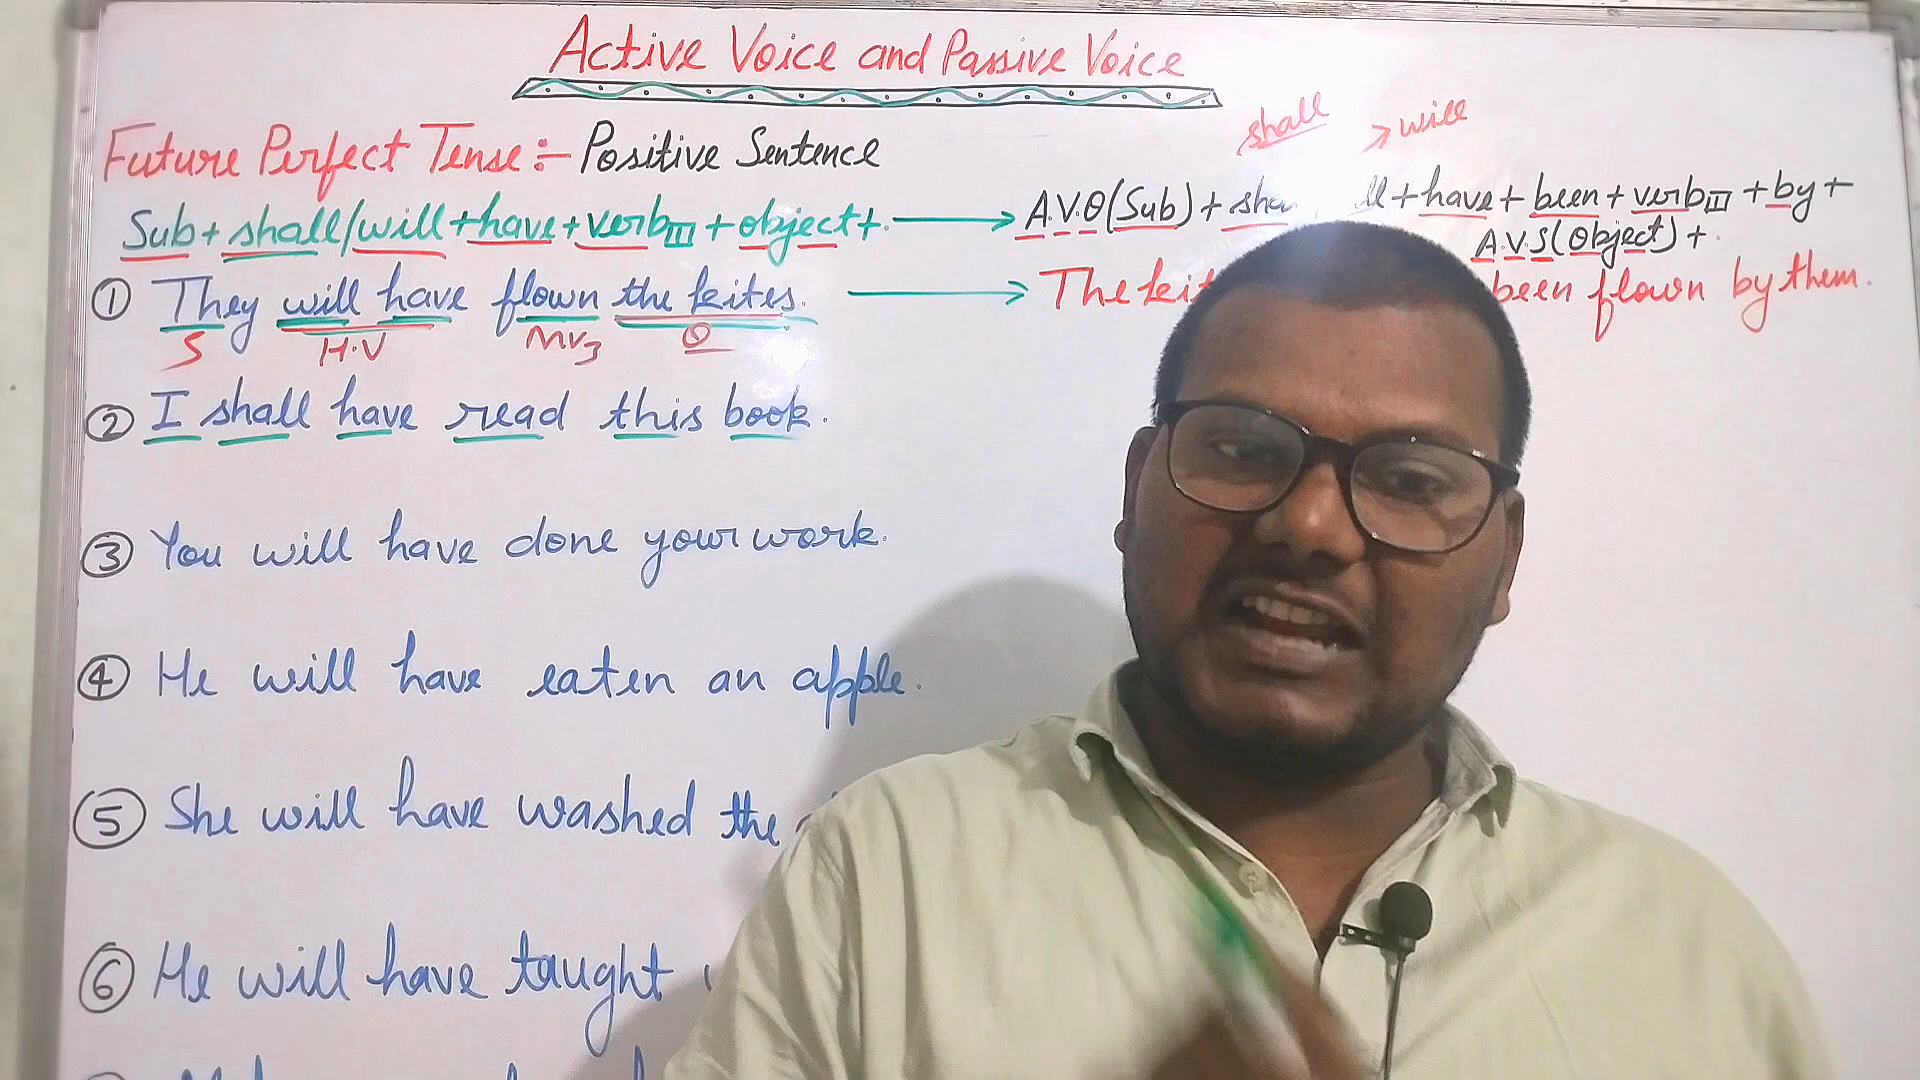 Active Voice and Passive Voice
shall → will
Future Perfect Tense:- Positive Sentence
Sub + shall/will + have + verbIII + object + → A.V.O(Sub) + sha ll + have + been + verbIII + by +
A.V.S(Object) +
① They will have flown the kites. → The kit been flown by them.
S H.V MV3 O
② I shall have read this book.
③ You will have done your work.
④ He will have eaten an apple.
⑤ She will have washed the
⑥ He will have taught